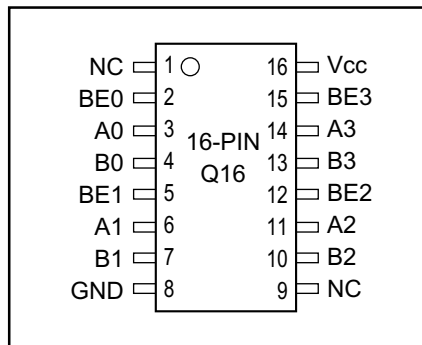 NC 1 16 Vcc
BE0 2 15 BE3
A0 3 14 A3
16-PIN
B0 4 13 B3
Q16
BE1 5 12 BE2
A1 6 11 A2
B1 7 10 B2
GND 8 9 NC